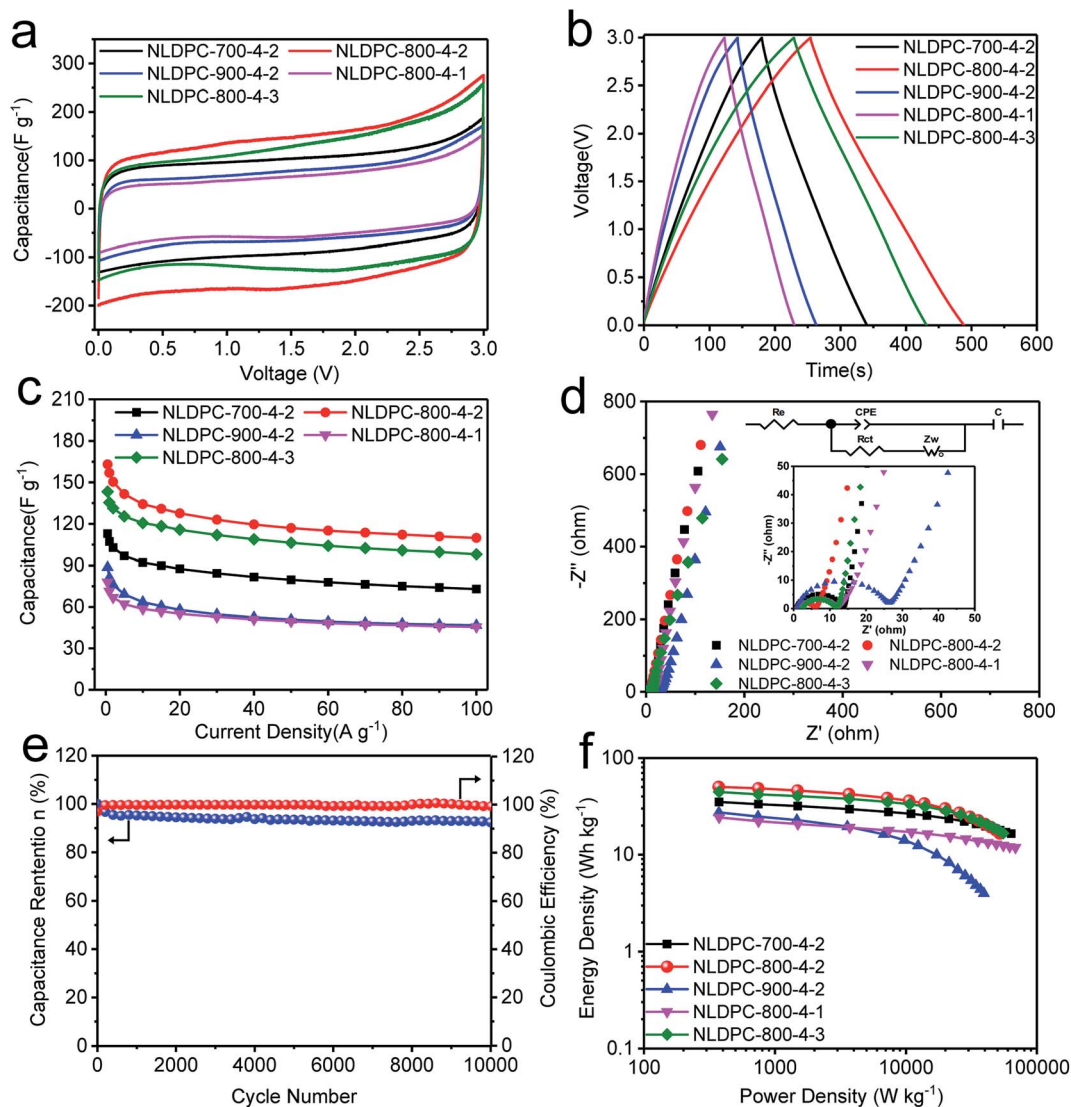 a
NLDPC-700-4-2 NLDPC-800-4-2
NLDPC-900-4-2 NLDPC-800-4-1
NLDPC-800-4-3
Capacitance(F g⁻¹)
300
200
100
0
-100
-200
0.0 0.5 1.0 1.5 2.0 2.5 3.0
Voltage (V)
b
NLDPC-700-4-2
NLDPC-800-4-2
NLDPC-900-4-2
NLDPC-800-4-1
NLDPC-800-4-3
Voltage(V)
3.0
2.5
2.0
1.5
1.0
0.5
0.0
0 100 200 300 400 500 600
Time(s)
c
NLDPC-700-4-2 NLDPC-800-4-2
NLDPC-900-4-2 NLDPC-800-4-1
NLDPC-800-4-3
Capacitance(F g⁻¹)
210
180
150
120
90
60
30
0
0 20 40 60 80 100
Current Density(A g⁻¹)
d
Re CPE C
Rct Zw
-Z'' (ohm)
800
600
400
200
0
0 200 400 600 800
Z' (ohm)
-Z'' (ohm)
50
40
30
20
10
0
0 10 20 30 40 50
Z' (ohm)
NLDPC-700-4-2 NLDPC-800-4-2
NLDPC-900-4-2 NLDPC-800-4-1
NLDPC-800-4-3
e
Capacitance Rentention n (%)
120
100
80
60
40
20
0
0 2000 4000 6000 8000 10000
Cycle Number
120
100
80
60
40
20
0
Coulombic Efficiency (%)
f
Energy Density (Wh kg⁻¹)
100
10
1
0.1
100 1000 10000 100000
Power Density (W kg⁻¹)
NLDPC-700-4-2
NLDPC-800-4-2
NLDPC-900-4-2
NLDPC-800-4-1
NLDPC-800-4-3